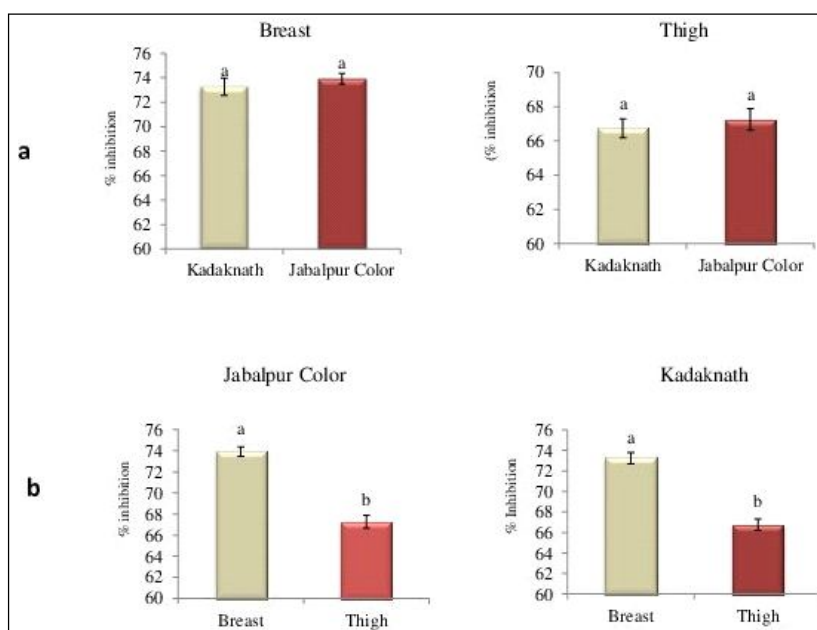 a
Breast
% inhibition
76
74
72
70
68
66
64
62
60
a
a
Kadaknath
Jabalpur Color
Thigh
(% inhibition
70
68
66
64
62
60
a
a
Kadaknath
Jabalpur Color
b
Jabalpur Color
% inhibition
76
74
72
70
68
66
64
62
60
a
b
Breast
Thigh
Kadaknath
% Inhibition
76
74
72
70
68
66
64
62
60
a
b
Breast
Thigh